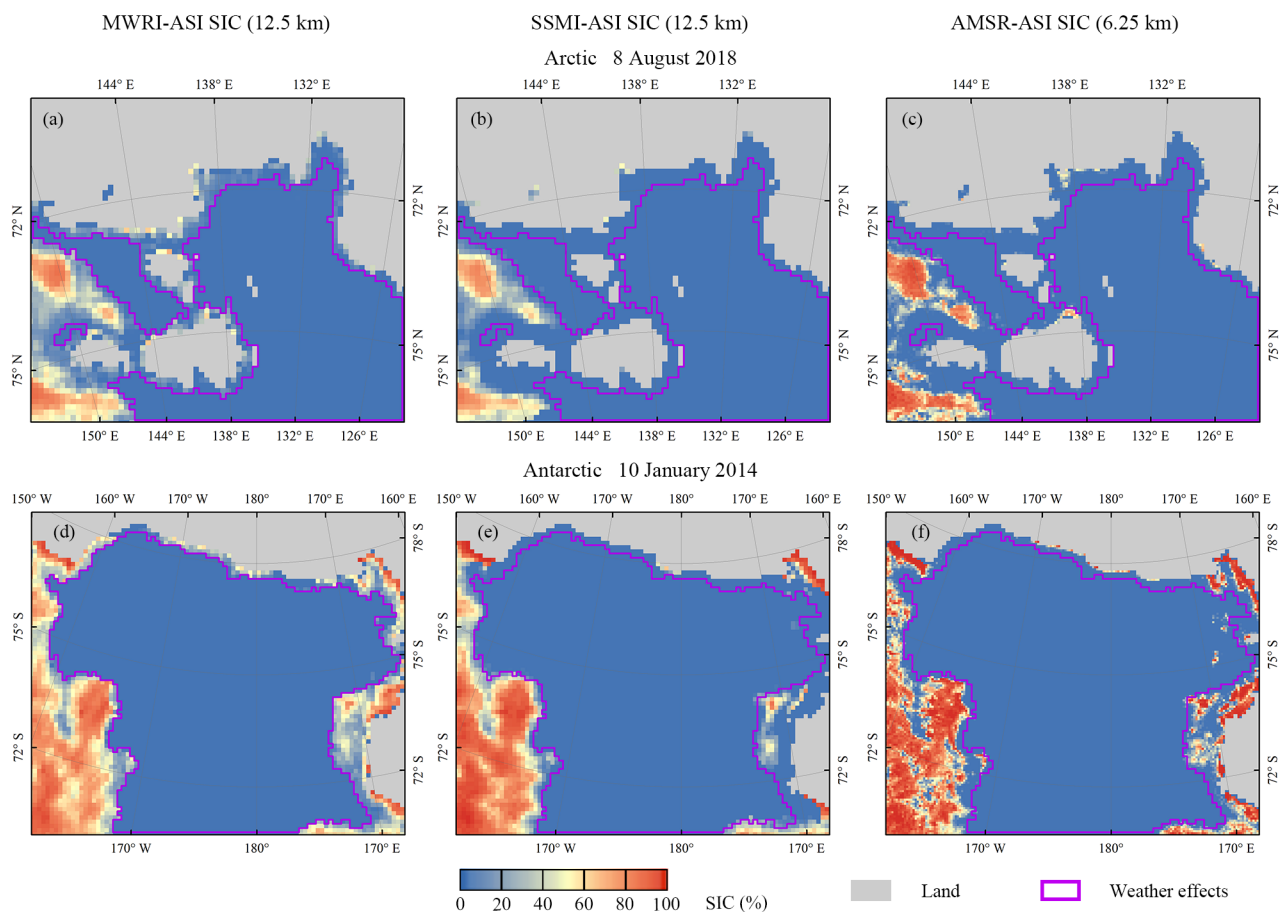 MWRI-ASI SIC (12.5 km) SSMI-ASI SIC (12.5 km) AMSR-ASI SIC (6.25 km)
Arctic 8 August 2018
144° E 138° E 132° E 144° E 138° E 132° E 144° E 138° E 132° E
(a) (b) (c)
72° N 72° N 72° N 72° N 72° N 72° N
75° N 75° N 75° N 75° N 75° N 75° N
150° E 144° E 138° E 132° E 126° E 150° E 144° E 138° E 132° E 126° E 150° E 144° E 138° E 132° E 126° E
Antarctic 10 January 2014
150° W 160° W 170° W 180° 170° E 160° E 150° W 160° W 170° W 180° 170° E 160° E 150° W 160° W 170° W 180° 170° E 160° E
(d) (e) (f)
78° S 78° S 78° S
75° S 75° S 75° S 75° S 75° S 75° S
72° S 72° S 72° S 72° S 72° S 72° S
170° W 180° 170° E 170° W 180° 170° E 170° W 180° 170° E
0 20 40 60 80 100 SIC (%)
Land
Weather effects